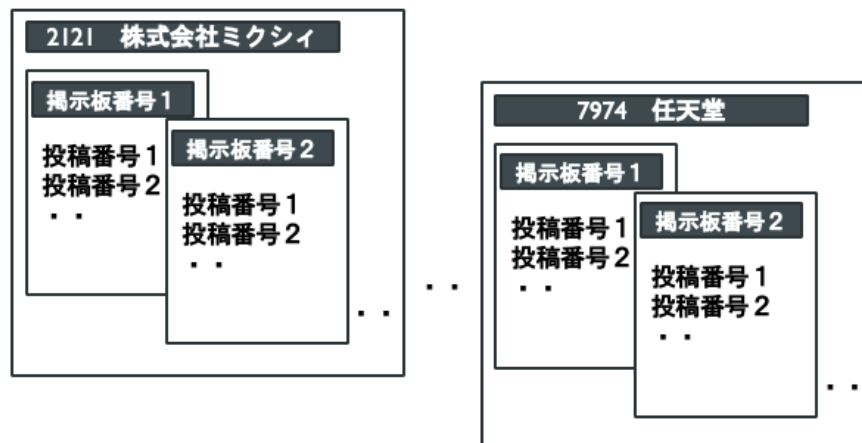 2121 株式会社ミクシィ
掲示板番号1
投稿番号1
投稿番号2
・・
掲示板番号2
投稿番号1
投稿番号2
・・
・・
・・
7974 任天堂
掲示板番号1
投稿番号1
投稿番号2
・・
掲示板番号2
投稿番号1
投稿番号2
・・
・・